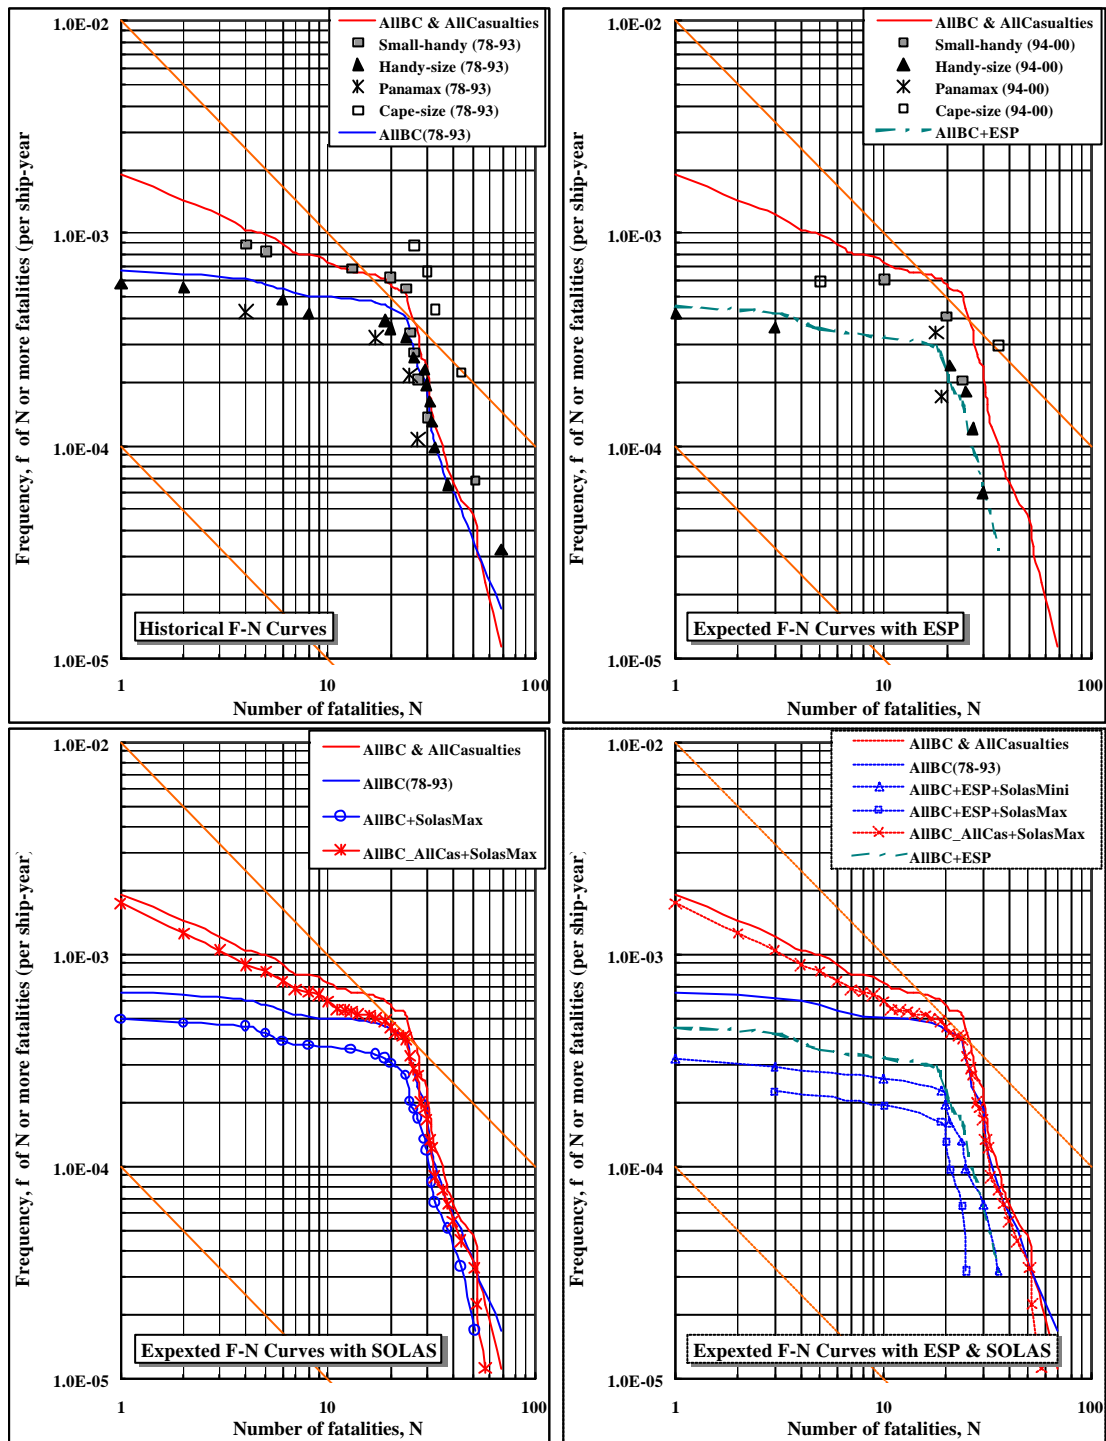 1.0E-02
1.0E-03
1.0E-04
1.0E-05
Frequency, f of N or more fatalities (per ship-year
AllBC & AllCasualties
Small-handy (78-93)
Handy-size (78-93)
Panamax (78-93)
Cape-size (78-93)
AllBC(78-93)
Historical F-N Curves
1
10
100
Number of fatalities, N
1.0E-02
1.0E-03
1.0E-04
1.0E-05
Frequency, f of N or more fatalities (per ship-year
AllBC & AllCasualties
Small-handy (94-00)
Handy-size (94-00)
Panamax (94-00)
Cape-size (94-00)
AllBC+ESP
Expected F-N Curves with ESP
1
10
100
Number of fatalities, N
1.0E-02
1.0E-03
1.0E-04
1.0E-05
Frequency, f of N or more fatalities (per ship-year)
AllBC & AllCasualties
AllBC(78-93)
AllBC+SolasMax
AllBC_AllCas+SolasMax
Expexted F-N Curves with SOLAS
1
10
100
Number of fatalities, N
1.0E-02
1.0E-03
1.0E-04
1.0E-05
Frequency, f of N or more fatalities (per ship-year)
AllBC & AllCasualties
AllBC(78-93)
AllBC+ESP+SolasMini
AllBC+ESP+SolasMax
AllBC_AllCas+SolasMax
AllBC+ESP
Expexted F-N Curves with ESP & SOLAS
1
10
100
Number of fatalities, N